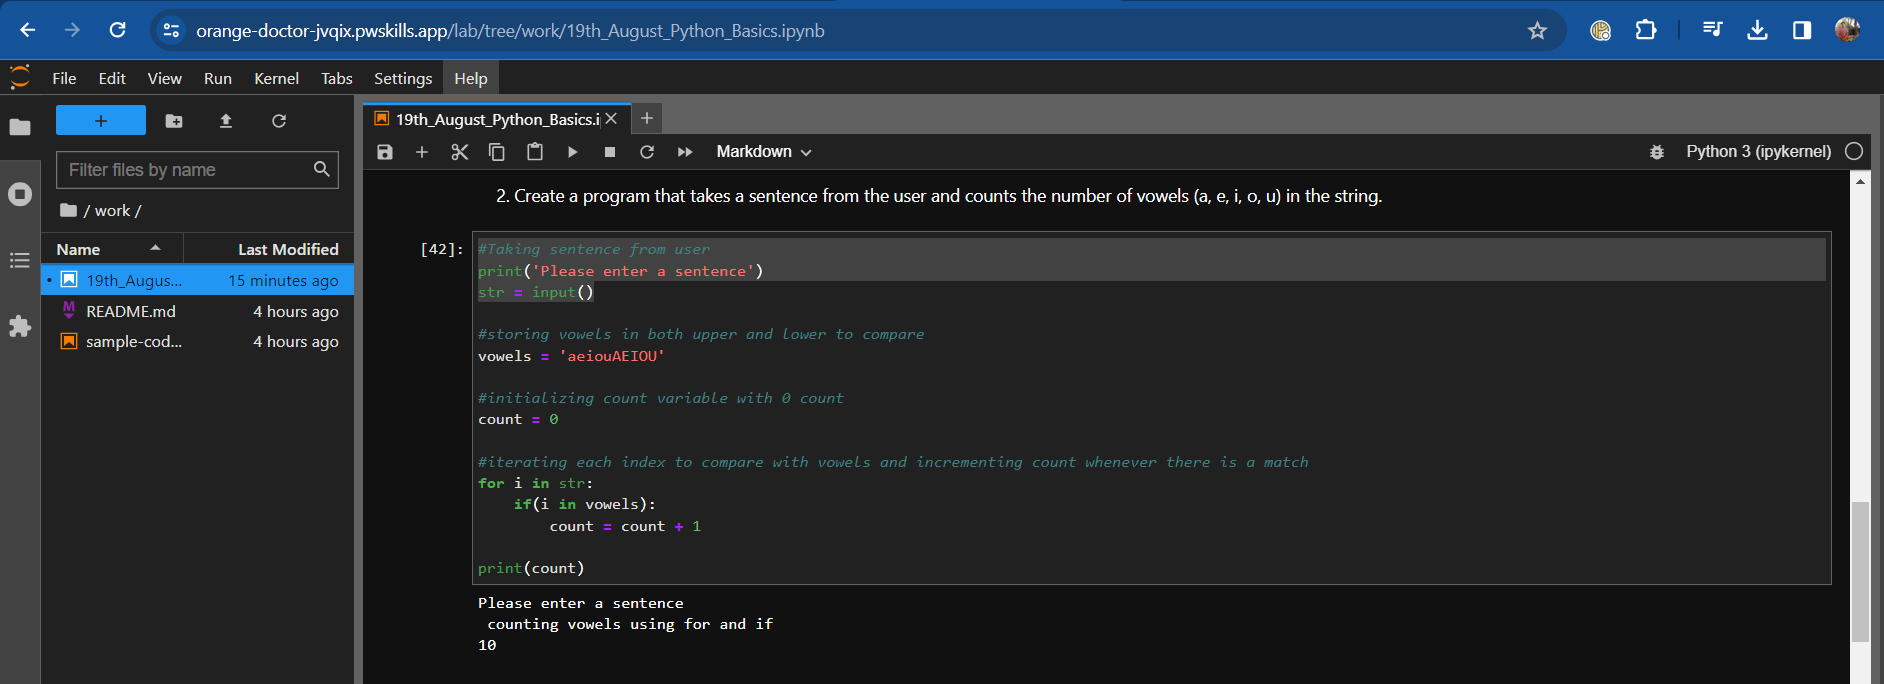 orange-doctor-jvqix.pwskills.app/lab/tree/work/19th_August_Python_Basics.ipynb
File Edit View Run Kernel Tabs Settings Help
+
Filter files by name
/ work /
Name Last Modified
19th_Augus... 15 minutes ago
README.md 4 hours ago
sample-cod... 4 hours ago
19th_August_Python_Basics.i
Markdown
Python 3 (ipykernel)
2. Create a program that takes a sentence from the user and counts the number of vowels (a, e, i, o, u) in the string.
[42]:
#Taking sentence from user
print('Please enter a sentence')
str = input()
#storing vowels in both upper and lower to compare
vowels = 'aeiouAEIOU'
#initializing count variable with 0 count
count = 0
#iterating each index to compare with vowels and incrementing count whenever there is a match
for i in str:
    if(i in vowels):
        count = count + 1
print(count)
Please enter a sentence
 counting vowels using for and if
10